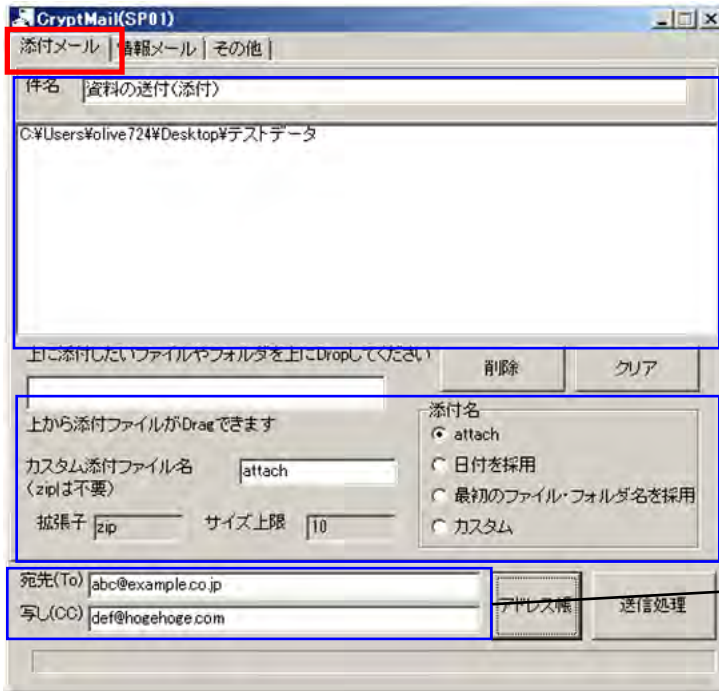 CryptMail(SP01)
添付メール 情報メール その他
件名 資料の送付(添付)
C:¥Users¥olive724¥Desktop¥テストデータ
上に添付したいファイルやフォルダを上にDropしてください
削除 クリア
上から添付ファイルがDragできます
カスタム添付ファイル名
(zipは不要)
attach
拡張子 zip サイズ上限 10
添付名
attach
日付を採用
最初のファイル・フォルダ名を採用
カスタム
宛先(To) abc@example.co.jp
写し(CC) def@hogehoge.com
アドレス帳 送信処理